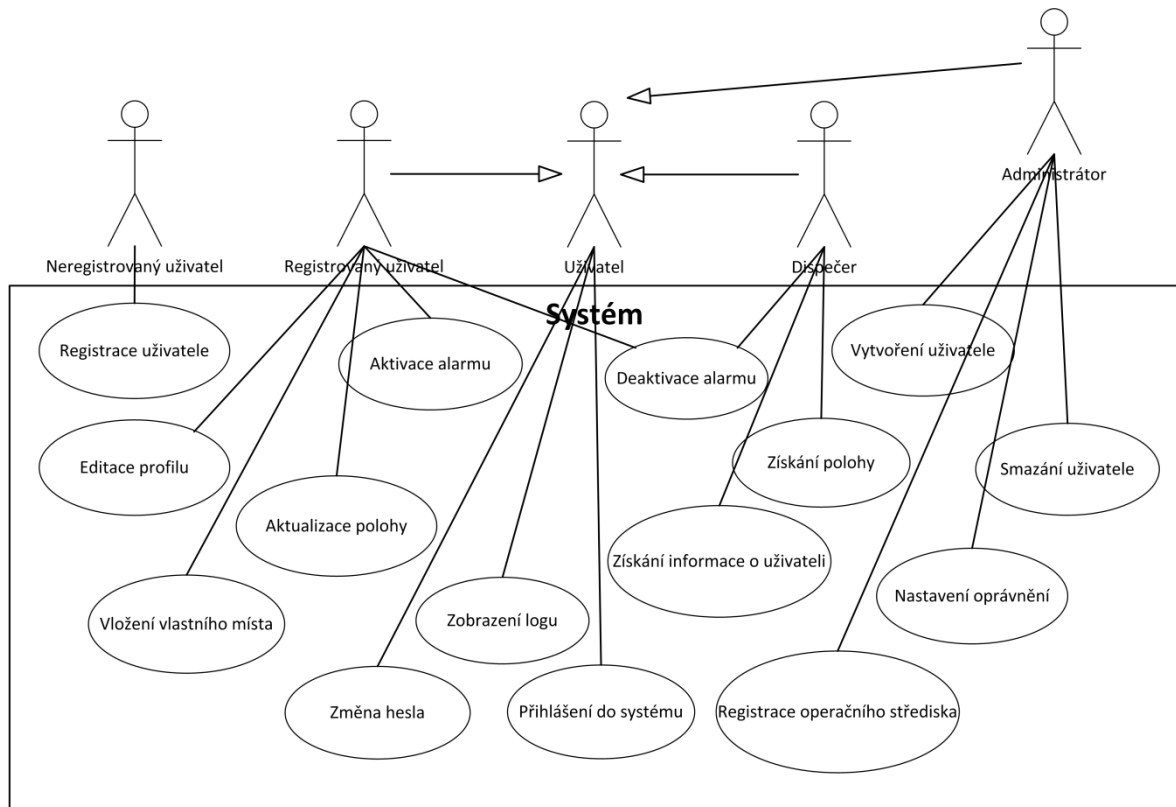 Administrátor
Neregistrovaný uživatel
Registrovaný uživatel
Uživatel
Dispečer
Systém
Registrace uživatele
Aktivace alarmu
Deaktivace alarmu
Vytvoření uživatele
Editace profilu
Získání polohy
Smazání uživatele
Aktualizace polohy
Získání informace o uživateli
Nastavení oprávnění
Vložení vlastního místa
Zobrazení logu
Změna hesla
Přihlášení do systému
Registrace operačního střediska